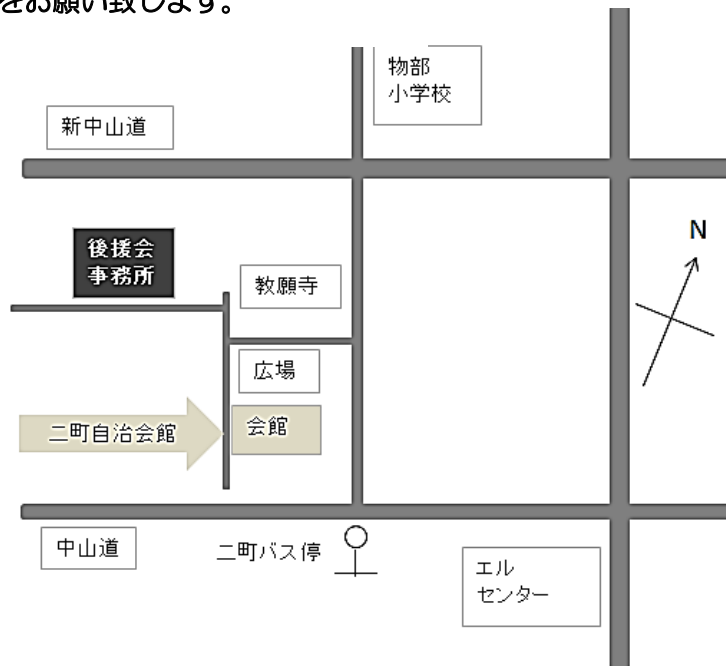 をお願い致します。
物部
小学校
新中山道
N
後援会
事務所
教願寺
広場
二町自治会館
会館
中山道
二町バス停
エル
センター